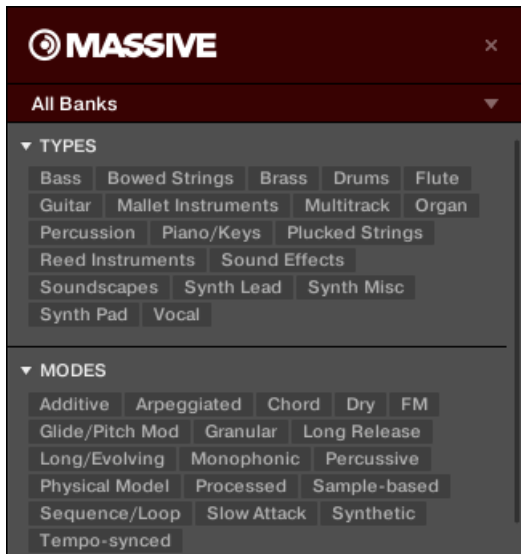 MASSIVE
All Banks
TYPES
Bass Bowed Strings Brass Drums Flute
Guitar Mallet Instruments Multitrack Organ
Percussion Piano/Keys Plucked Strings
Reed Instruments Sound Effects
Soundscapes Synth Lead Synth Misc
Synth Pad Vocal
MODES
Additive Arpeggiated Chord Dry FM
Glide/Pitch Mod Granular Long Release
Long/Evolving Monophonic Percussive
Physical Model Processed Sample-based
Sequence/Loop Slow Attack Synthetic
Tempo-synced